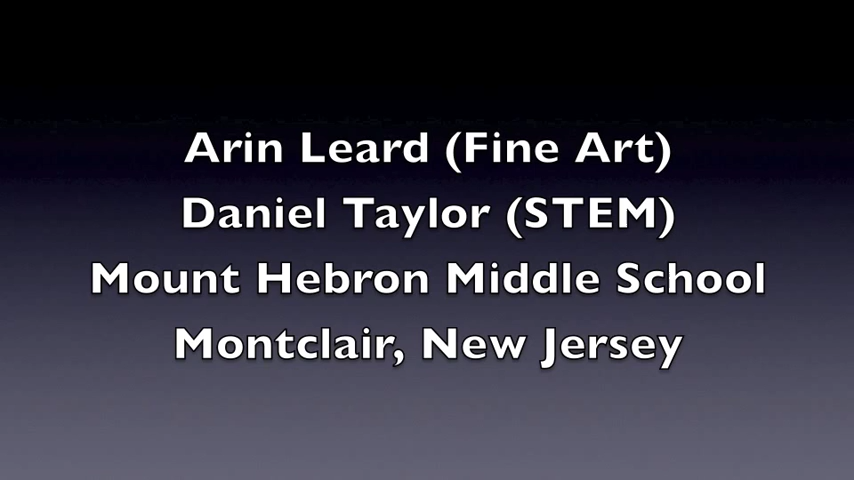 Arin Leard (Fine Art)
Daniel Taylor (STEM)
Mount Hebron Middle School
Montclair, New Jersey